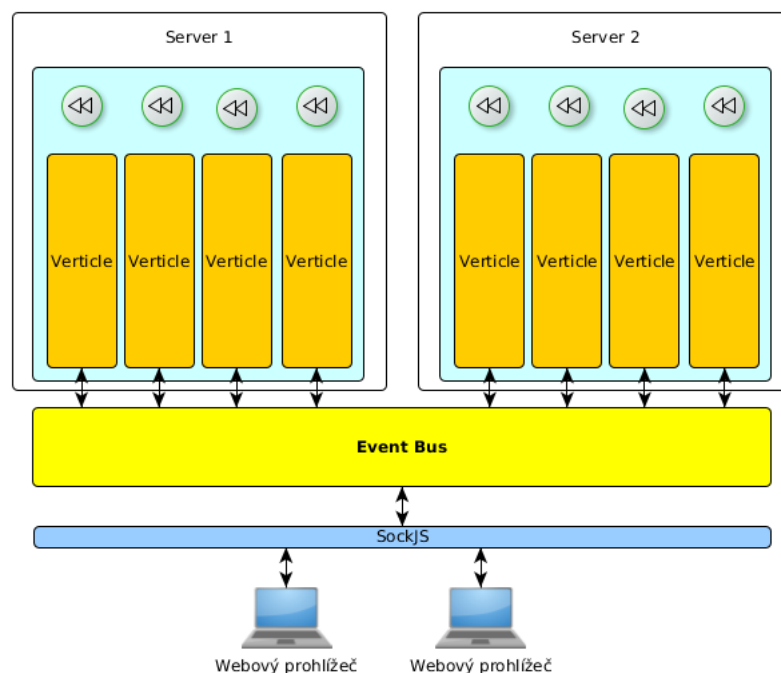 Server 1
Server 2
Verticle
Verticle
Verticle
Verticle
Verticle
Verticle
Verticle
Verticle
Event Bus
SockJS
Webový prohlížeč
Webový prohlížeč